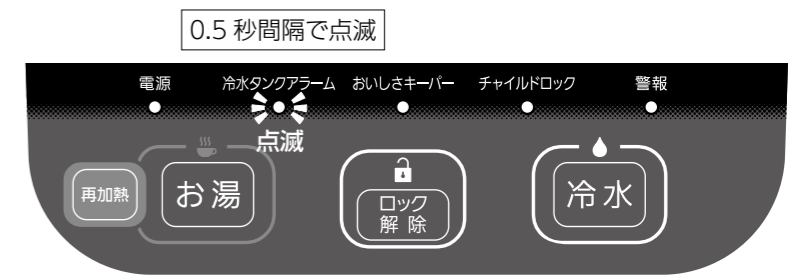 0.5 秒間隔で点滅
電源 冷水タンクアラーム おいしさキーパー チャイルドロック 警報
点滅
再加熱 お湯 ロック解除 冷水